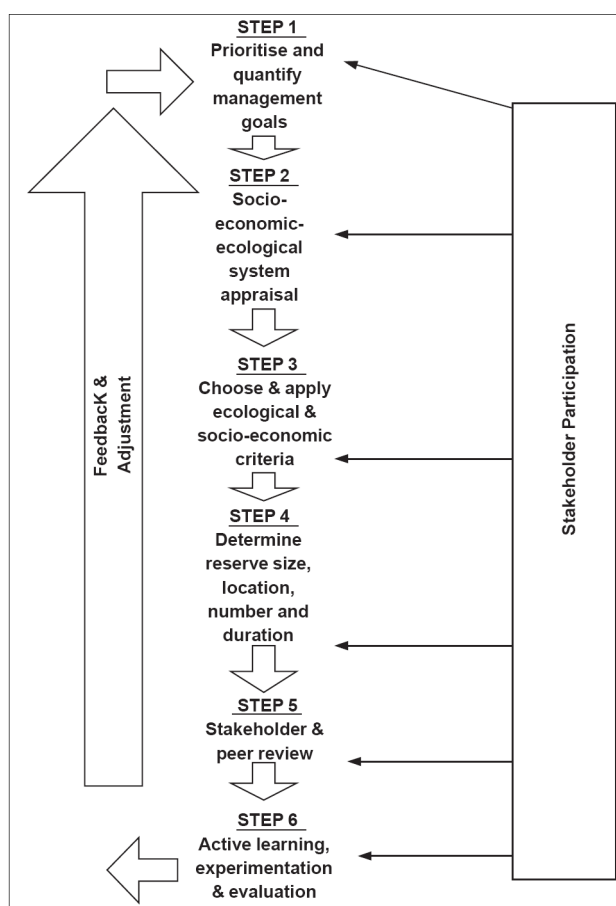 STEP 1
Prioritise and
quantify
management
goals
STEP 2
Socio-
economic-
ecological
system
appraisal
STEP 3
Choose & apply
ecological &
socio-economic
criteria
STEP 4
Determine
reserve size,
location,
number and
duration
STEP 5
Stakeholder &
peer review
STEP 6
Active learning,
experimentation
& evaluation
FeedbacK &
Adjustment
Stakeholder Participation